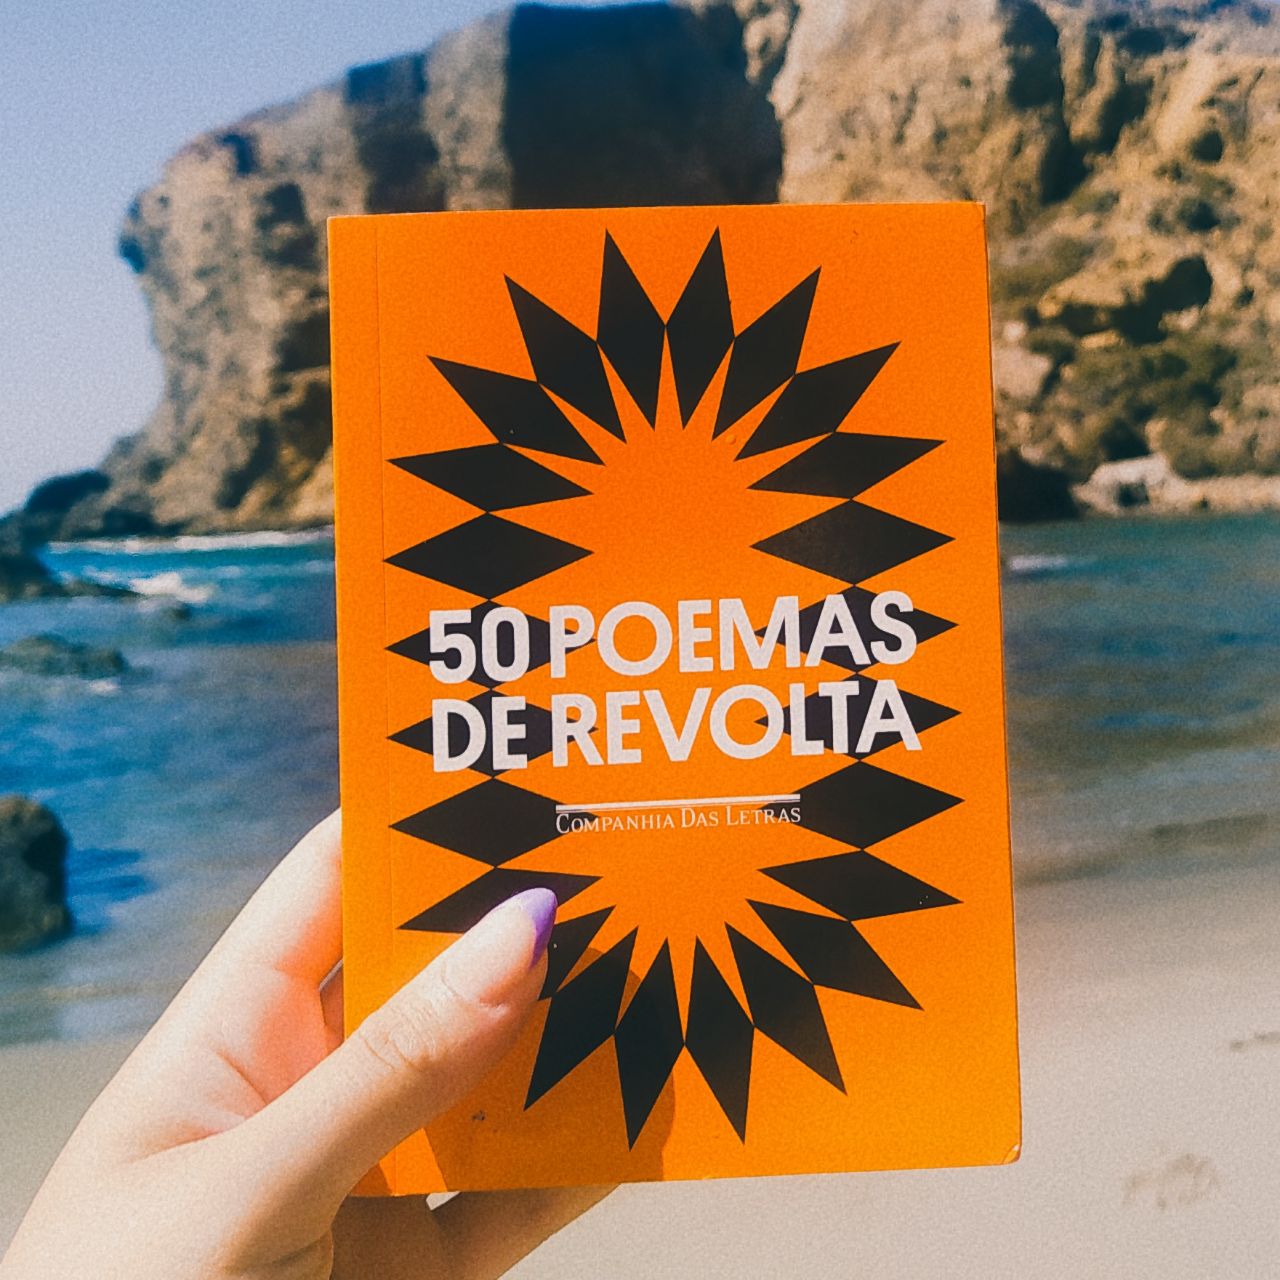 50 POEMAS
DE REVOLTA
COMPANHIA DAS LETRAS